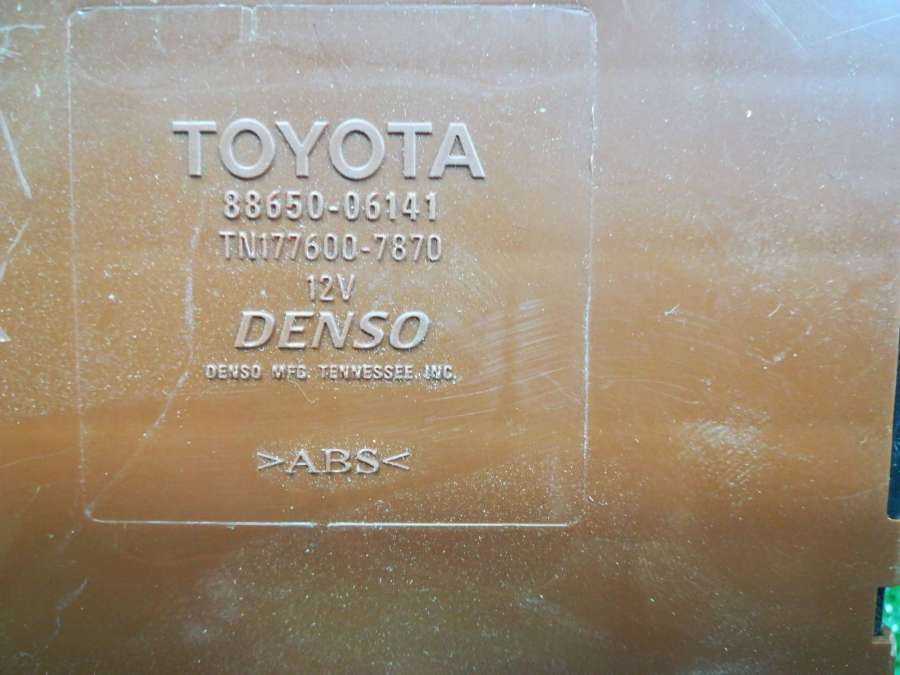 TOYOTA
88650-06141
TN177600-7870
12V
DENSO
DENSO MFG. TENNESSEE, INC.
>ABS<